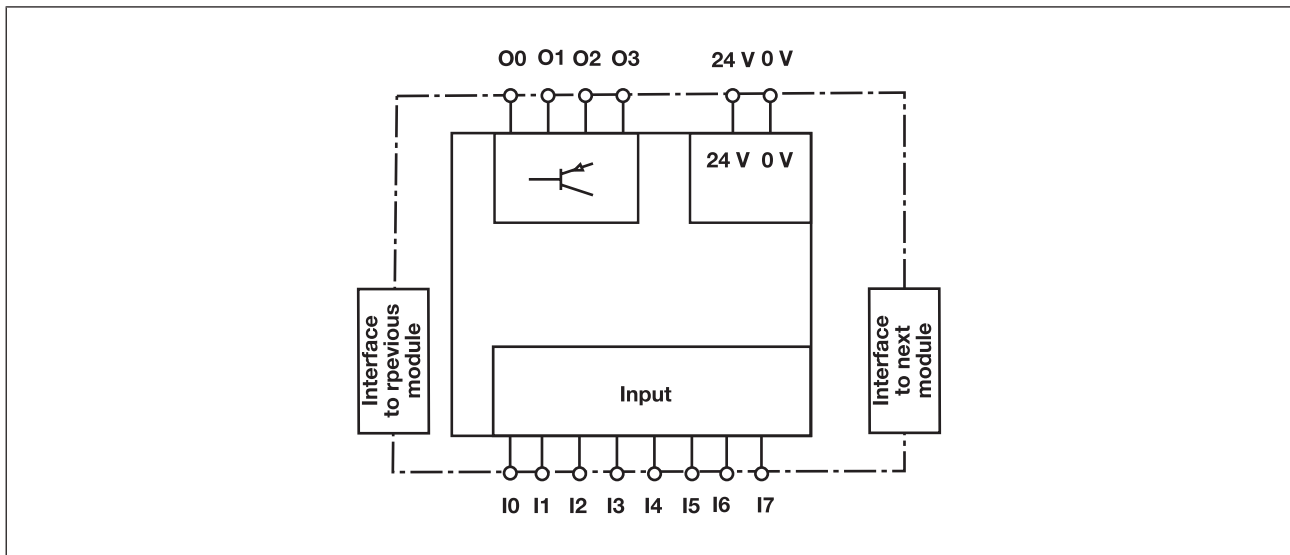 O0 O1 O2 O3 24 V 0 V
24 V 0 V
Interface
to rpevious
module
Interface
to next
module
Input
I0 I1 I2 I3 I4 I5 I6 I7